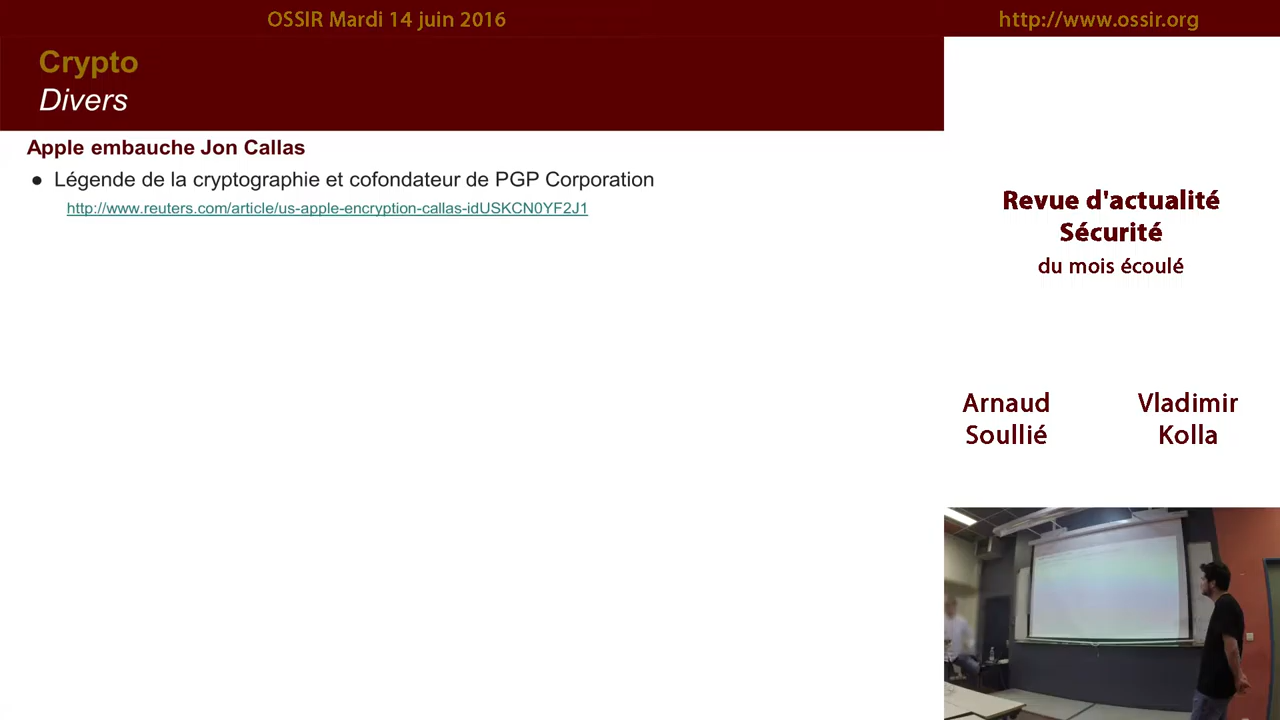 OSSIR Mardi 14 juin 2016
http://www.ossir.org
Crypto
Divers
Apple embauche Jon Callas
● Légende de la cryptographie et cofondateur de PGP Corporation
http://www.reuters.com/article/us-apple-encryption-callas-idUSKCN0YF2J1
Revue d'actualité
Sécurité
du mois écoulé
Arnaud
Soullié
Vladimir
Kolla